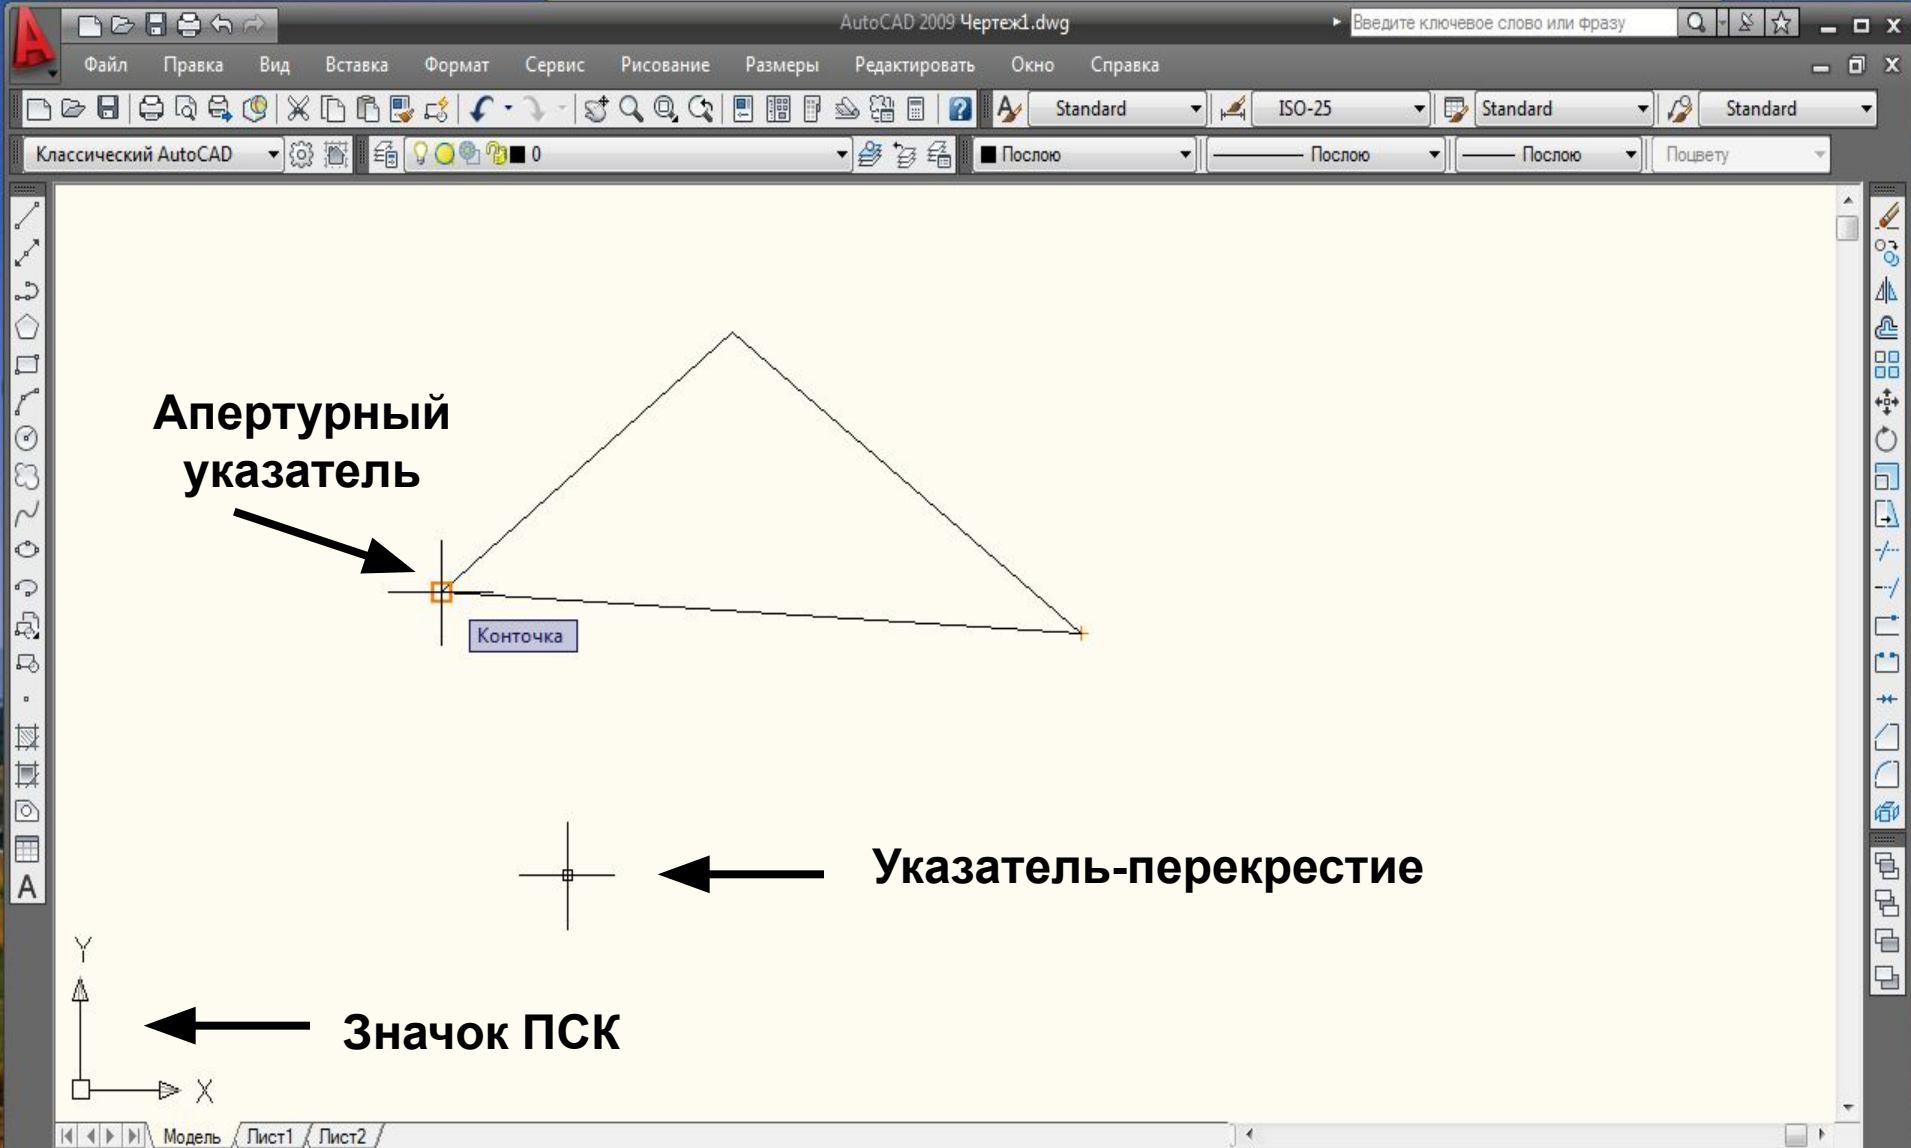 AutoCAD 2009 Чертеж1.dwg
Введите ключевое слово или фразу
Файл Правка Вид Вставка Формат Сервис Рисование Размеры Редактировать Окно Справка
Standard ISO-25 Standard Standard
Классический AutoCAD 0 Послою Послою Послою Поцвету
Апертурный
указатель
Конточка
Указатель-перекрестие
Y
Значок ПСК
X
A
Модель Лист1 Лист2